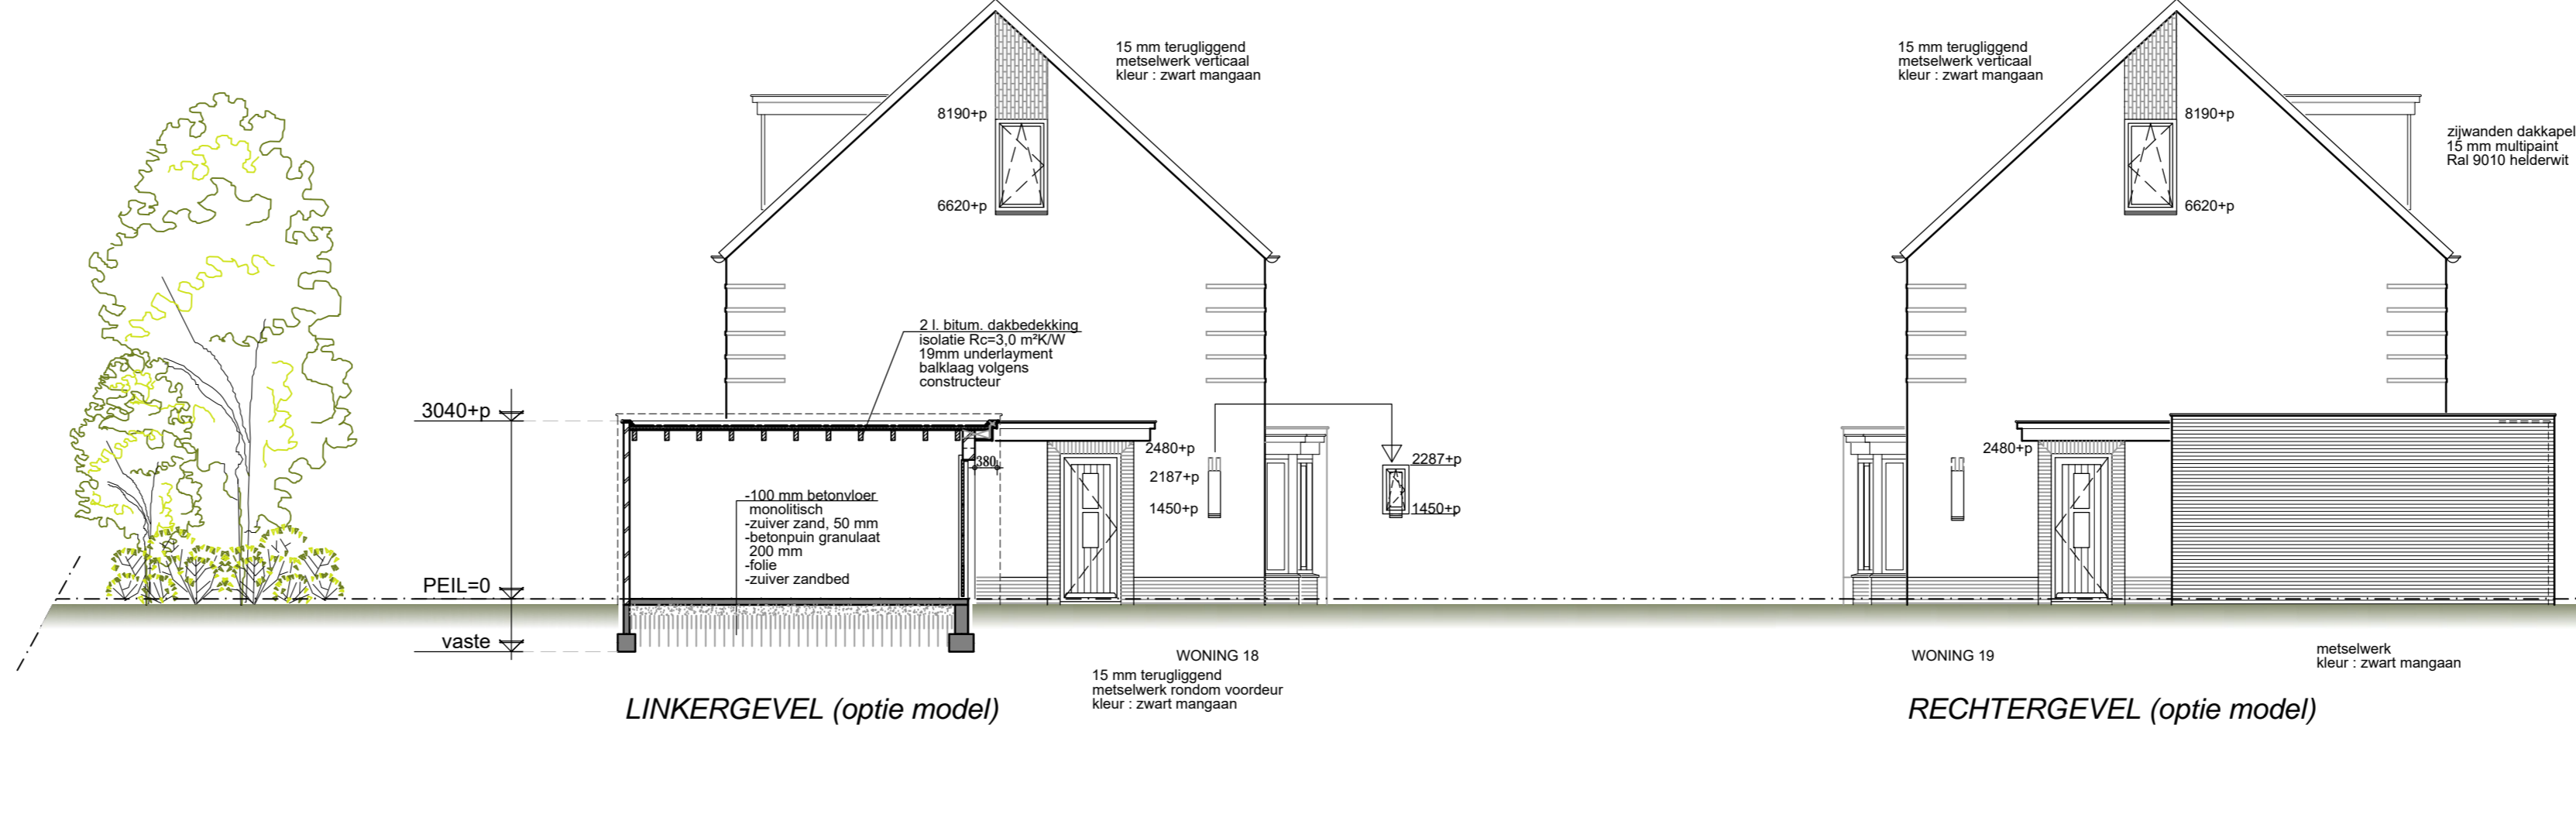 15 mm terugliggend
metselwerk verticaal
kleur : zwart mangaan
8190+p
6620+p
2 l. bitum. dakbedekking
isolatie Rc=3,0 m²K/W
19mm underlayment
balklaag volgens
constructeur
3040+p
380
2480+p
2187+p
1450+p
2287+p
1450+p
-100 mm betonvloer
monolitisch
-zuiver zand, 50 mm
-betonpuin granulaat
200 mm
-folie
-zuiver zandbed
PEIL=0
vaste
WONING 18
15 mm terugliggend
metselwerk rondom voordeur
kleur : zwart mangaan
LINKERGEVEL (optie model)
15 mm terugliggend
metselwerk verticaal
kleur : zwart mangaan
8190+p
6620+p
zijwanden dakkapel
15 mm multipaint
Ral 9010 helderwit
2480+p
WONING 19
metselwerk
kleur : zwart mangaan
RECHTERGEVEL (optie model)